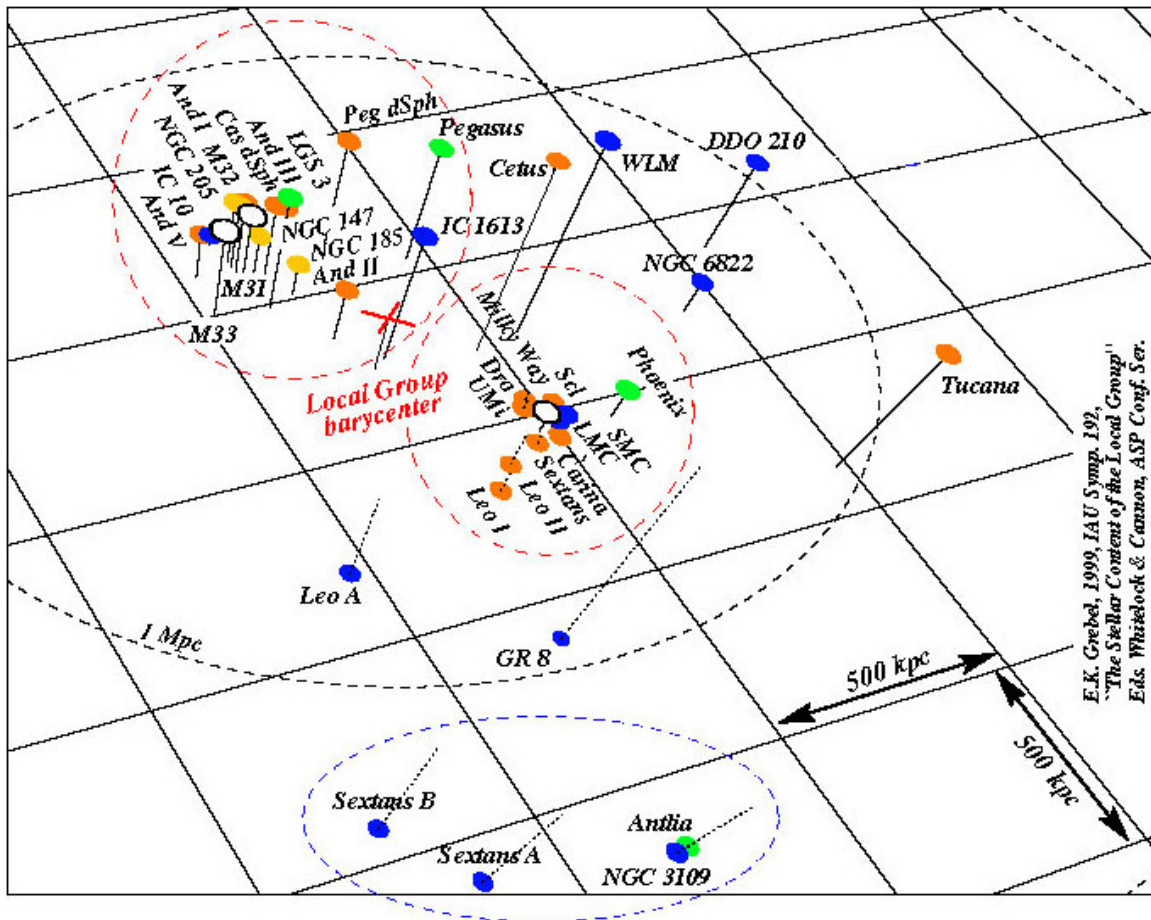 Peg dSph
Pegasus
Cetus
WLM
DDO 210
And I
M32
Cas dSph
And III
LGS 3
NGC 205
IC 10
And V
NGC 147
NGC 185
And II
IC 1613
M31
M33
NGC 6822
Milky Way
Dra
UMi
Scl
Phoenix
Tucana
Local Group
barycenter
LMC
SMC
Carina
Sextans
Leo II
Leo I
Leo A
1 Mpc
GR 8
500 kpc
500 kpc
Sextans B
Sextans A
Antlia
NGC 3109
E.K. Grebel, 1999, IAU Symp. 192,
"The Stellar Content of the Local Group"
Eds. Whitelock & Cannon, ASP Conf. Ser.